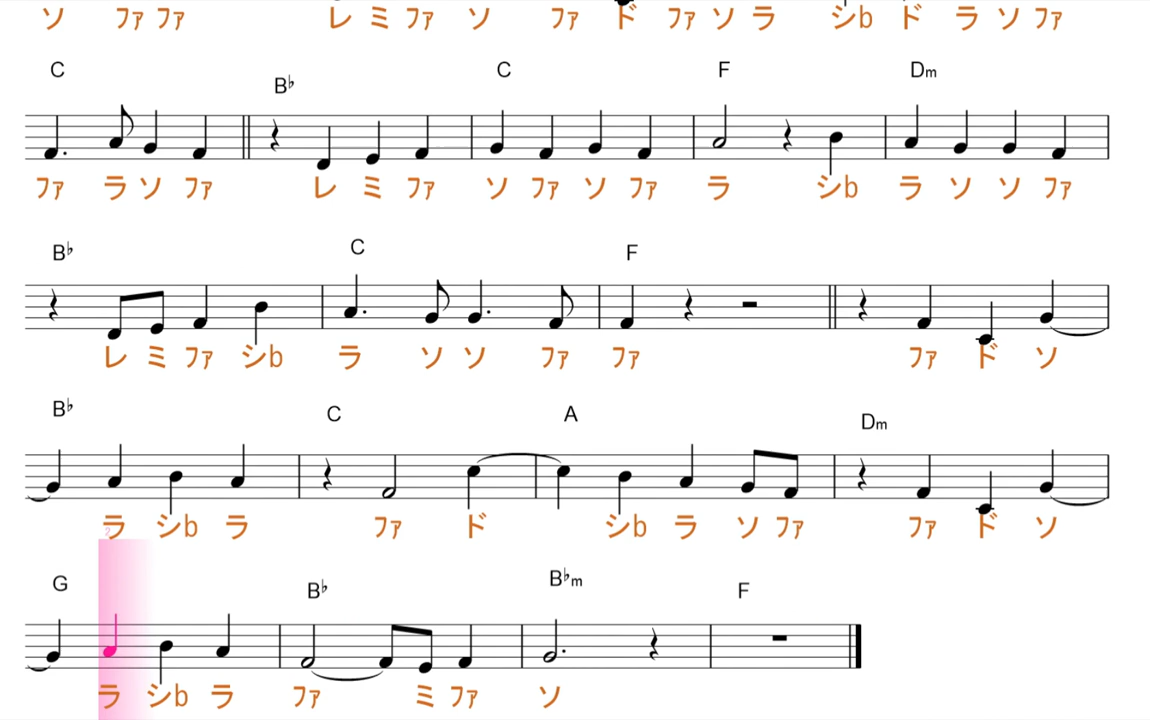 ソ ファ ファ レ ミ ファ ソ ファ ド ファ ソ ラ シb ド ラ ソ ファ
C B♭ C F Dm
ファ ラ ソ ファ レ ミ ファ ソ ファ ソ ファ ラ シb ラ ソ ソ ファ
B♭ C F
レ ミ ファ シb ラ ソ ソ ファ ファ ファ ド ソ
B♭ C A Dm
ラ シb ラ ファ ド シb ラ ソ ファ ファ ド ソ
G B♭ B♭m F
ラ シb ラ ファ ミ ファ ソ